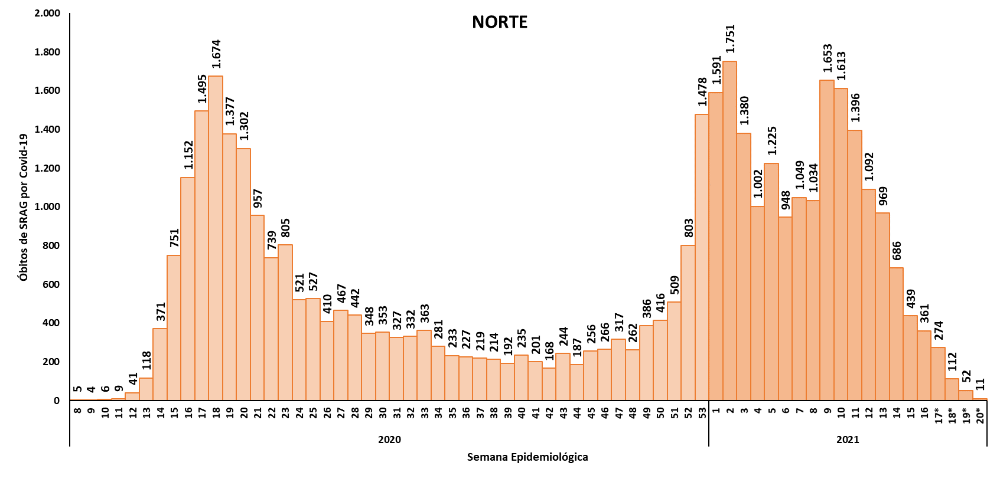 NORTE
Óbitos de SRAG por Covid-19
2.000
1.800
1.600
1.400
1.200
1.000
800
600
400
200
0
5 4 6 9 41 118 371 751 1.152 1.495 1.674 1.377 1.302 957 739 805 521 527 410 467 442 348 353 327 332 363 281 233 227 219 214 192 235 201 168 244 187 256 266 317 262 386 416 509 803 1.478 1.591 1.751 1.380 1.002 1.225 948 1.049 1.034 1.653 1.613 1.396 1.092 969 686 439 361 274 112 52 11
8 9 10 11 12 13 14 15 16 17 18 19 20 21 22 23 24 25 26 27 28 29 30 31 32 33 34 35 36 37 38 39 40 41 42 43 44 45 46 47 48 49 50 51 52 53 1 2 3 4 5 6 7 8 9 10 11 12 13 14 15 16 17* 18* 19* 20*
2020 2021
Semana Epidemiológica